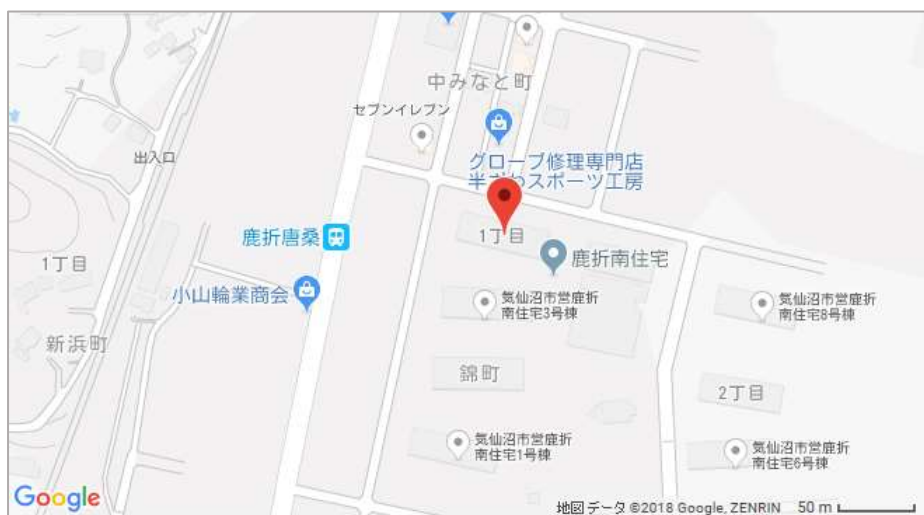 中みなと町
セブンイレブン
出入口
グローブ修理専門店
半ざわスポーツ工房
鹿折唐桑
1丁目
鹿折南住宅
1丁目
小山輪業商会
気仙沼市営鹿折
南住宅3号棟
気仙沼市営鹿折
南住宅8号棟
新浜町
錦町
2丁目
気仙沼市営鹿折
南住宅1号棟
気仙沼市営鹿折
南住宅6号棟
Google
地図データ ©2018 Google, ZENRIN 50 m